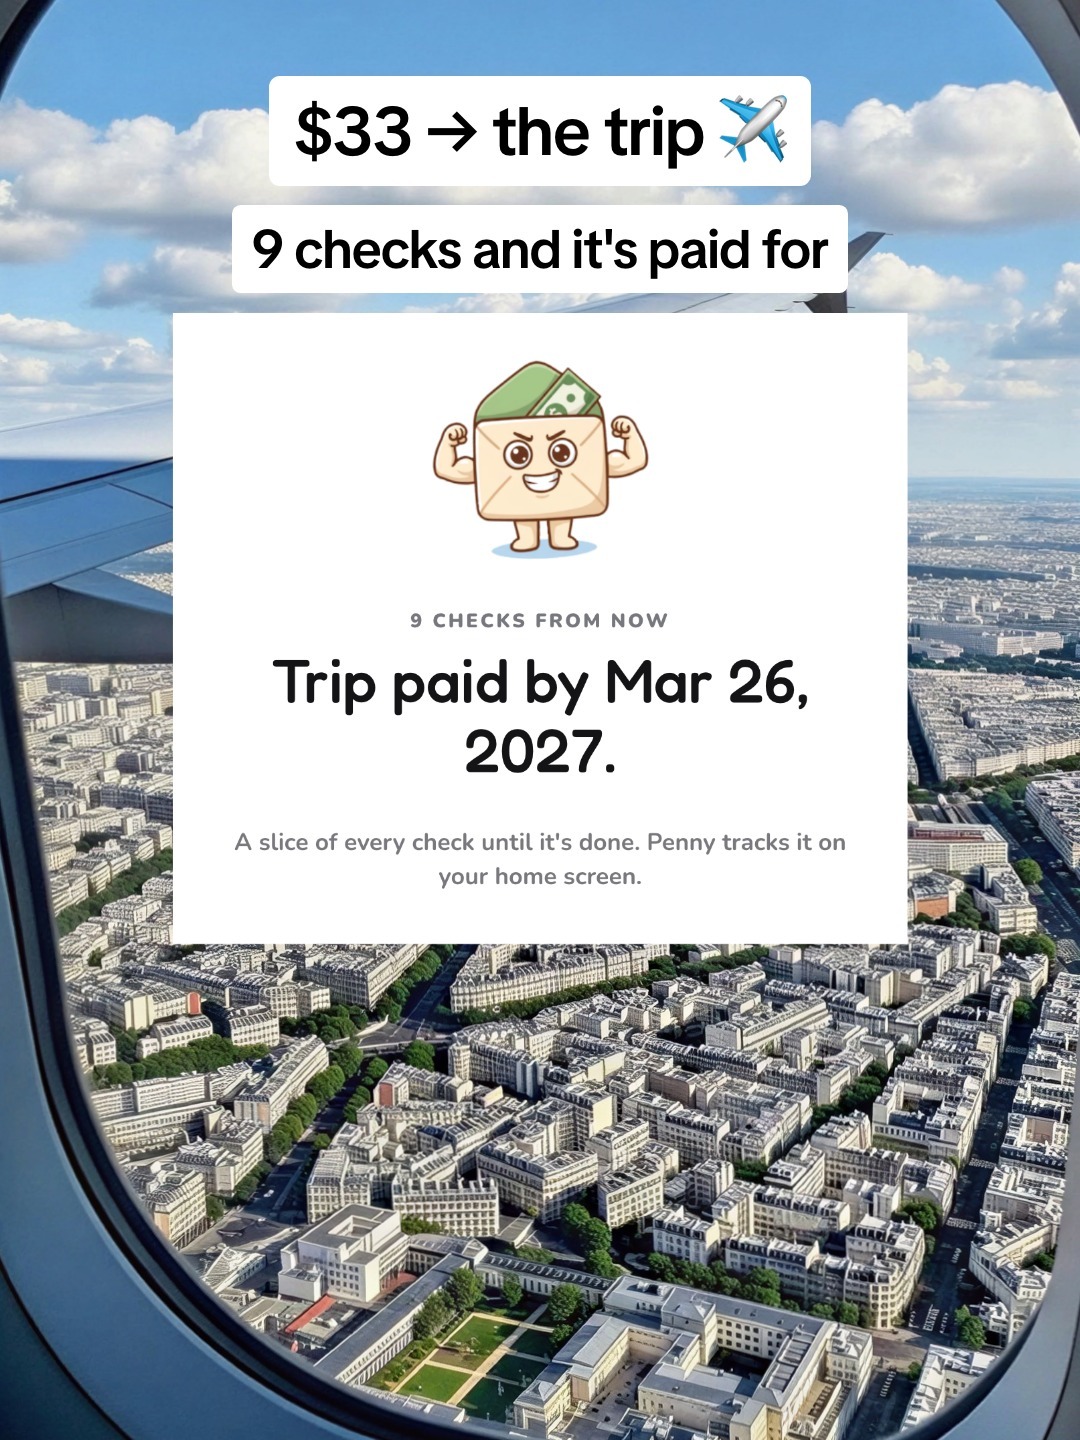 $33 → the trip ✈️
9 checks and it's paid for
9 CHECKS FROM NOW
Trip paid by Mar 26,
2027.
A slice of every check until it's done. Penny tracks it on
your home screen.